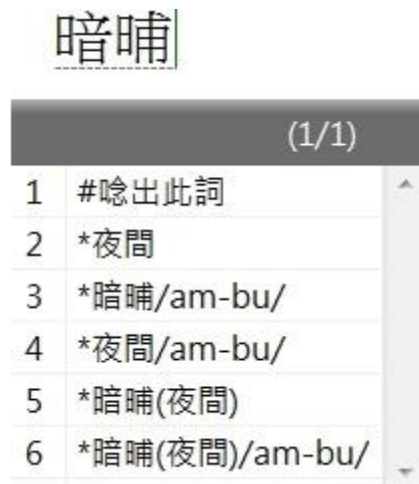 暗晡
(1/1)
1 #唸出此詞
2 *夜間
3 *暗晡/am-bu/
4 *夜間/am-bu/
5 *暗晡(夜間)
6 *暗晡(夜間)/am-bu/